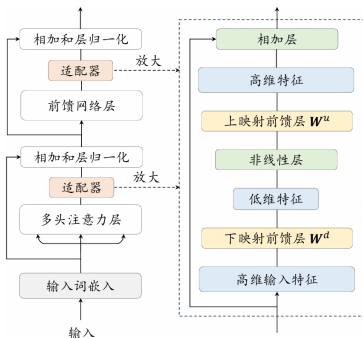 相加和层归一化
适配器
放大
前馈网络层
相加和层归一化
适配器
放大
多头注意力层
输入词嵌入
输入
相加层
高维特征
上映射前馈层 W^u
非线性层
低维特征
下映射前馈层 W^d
高维输入特征